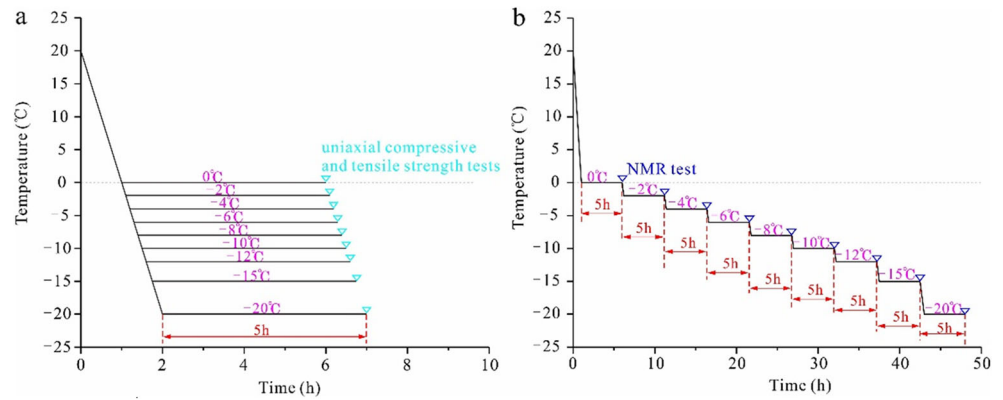 a
25
20
15
10
5
0
−5
−10
−15
−20
−25
Temperature (℃)
uniaxial compressive
and tensile strength tests
0℃
−2℃
−4℃
−6℃
−8℃
−10℃
−12℃
−15℃
−20℃
5h
0 2 4 6 8 10
Time (h)
b
25
20
15
10
5
0
−5
−10
−15
−20
−25
Temperature (℃)
NMR test
0℃
−2℃
−4℃
−6℃
−8℃
−10℃
−12℃
−15℃
−20℃
5h
5h
5h
5h
5h
5h
5h
5h
5h
0 10 20 30 40 50
Time (h)